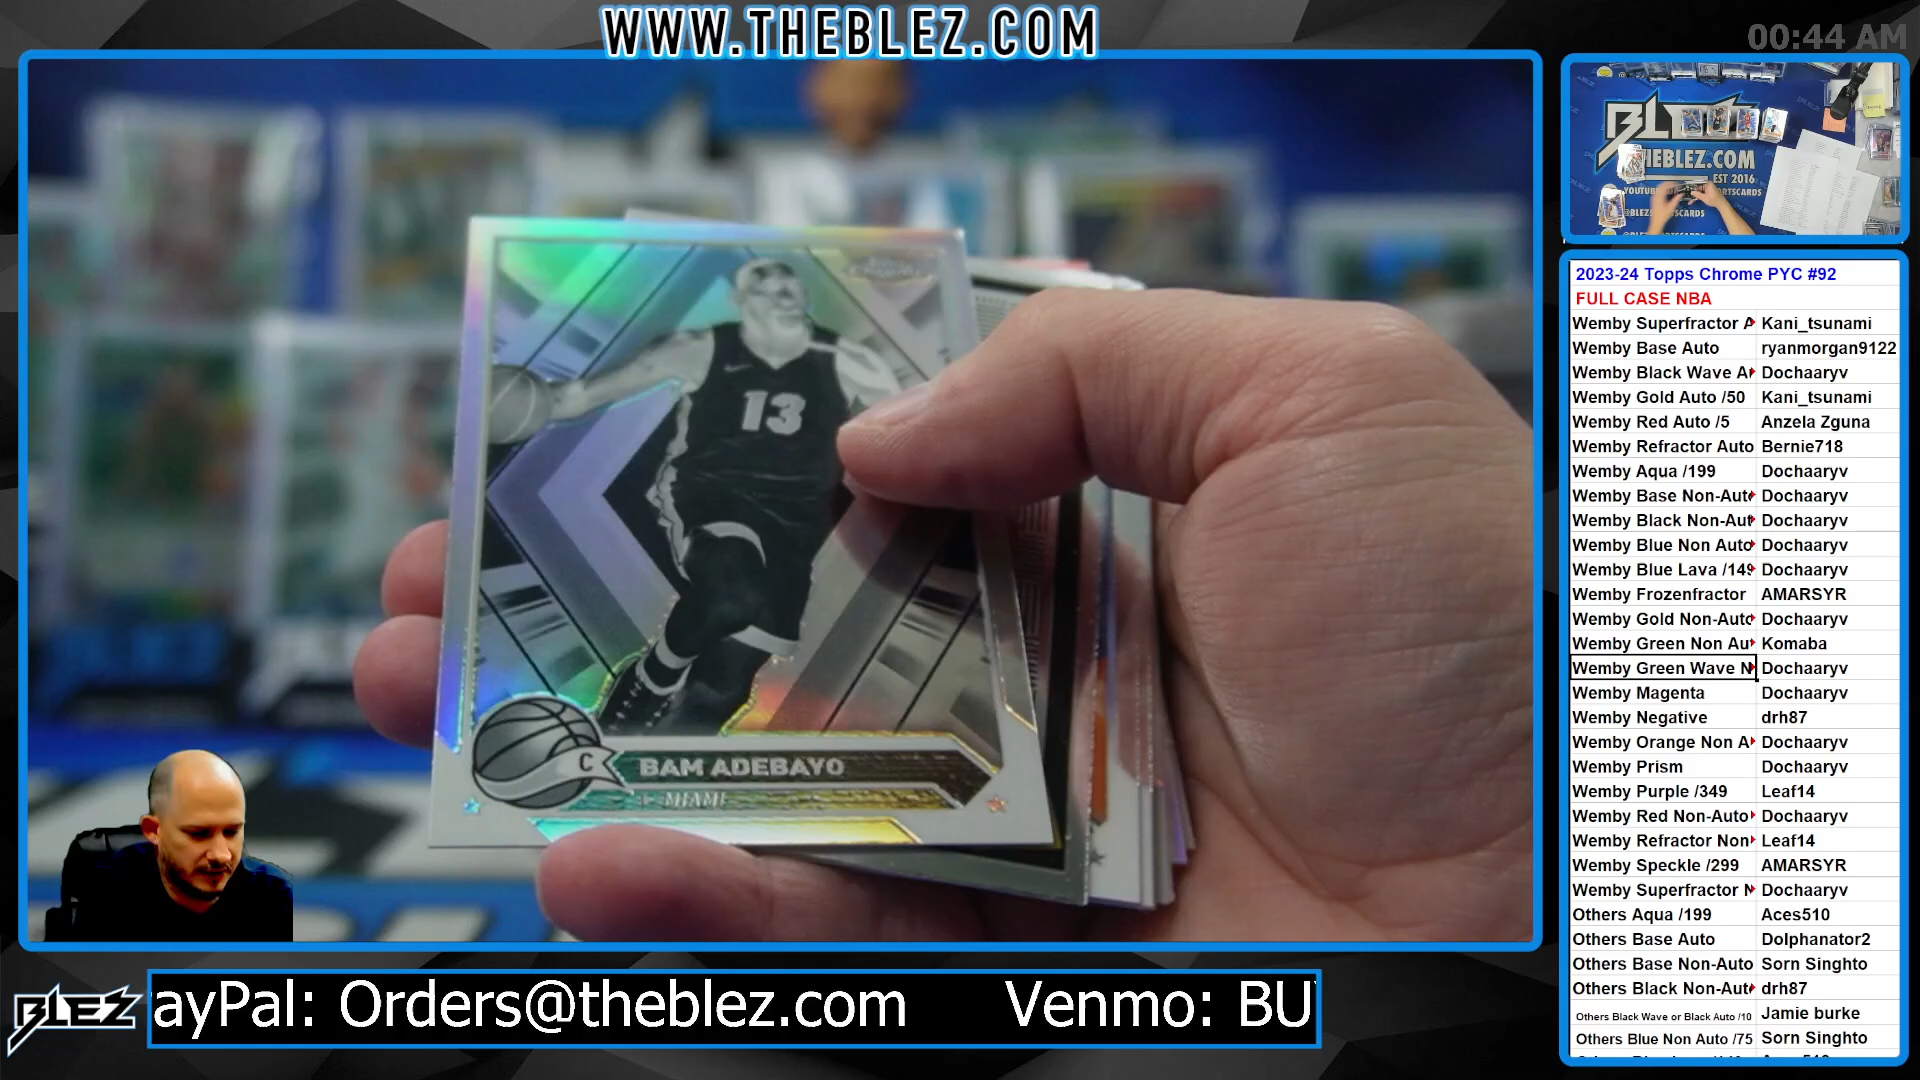 WWW.THEBLEZ.COM
00:44 AM
BLEZ
THEBLEZ.COM
EST 2016
13
C
BAM ADEBAYO
MIAMI
2023-24 Topps Chrome PYC #92
FULL CASE NBA
Wemby Superfractor A Kani_tsunami
Wemby Base Auto ryanmorgan9122
Wemby Black Wave A Dochaaryv
Wemby Gold Auto /50 Kani_tsunami
Wemby Red Auto /5 Anzela Zguna
Wemby Refractor Auto Bernie718
Wemby Aqua /199 Dochaaryv
Wemby Base Non-Auto Dochaaryv
Wemby Black Non-Aut Dochaaryv
Wemby Blue Non Auto Dochaaryv
Wemby Blue Lava /149 Dochaaryv
Wemby Frozenfractor AMARSYR
Wemby Gold Non-Auto Dochaaryv
Wemby Green Non Au Komaba
Wemby Green Wave N Dochaaryv
Wemby Magenta Dochaaryv
Wemby Negative drh87
Wemby Orange Non A Dochaaryv
Wemby Prism Dochaaryv
Wemby Purple /349 Leaf14
Wemby Red Non-Auto Dochaaryv
Wemby Refractor Non Leaf14
Wemby Speckle /299 AMARSYR
Wemby Superfractor N Dochaaryv
Others Aqua /199 Aces510
Others Base Auto Dolphanator2
Others Base Non-Auto Sorn Singhto
Others Black Non-Aut drh87
Others Black Wave or Black Auto /10 Jamie burke
Others Blue Non Auto /75 Sorn Singhto
BLEZ
ayPal: Orders@theblez.com Venmo: BU